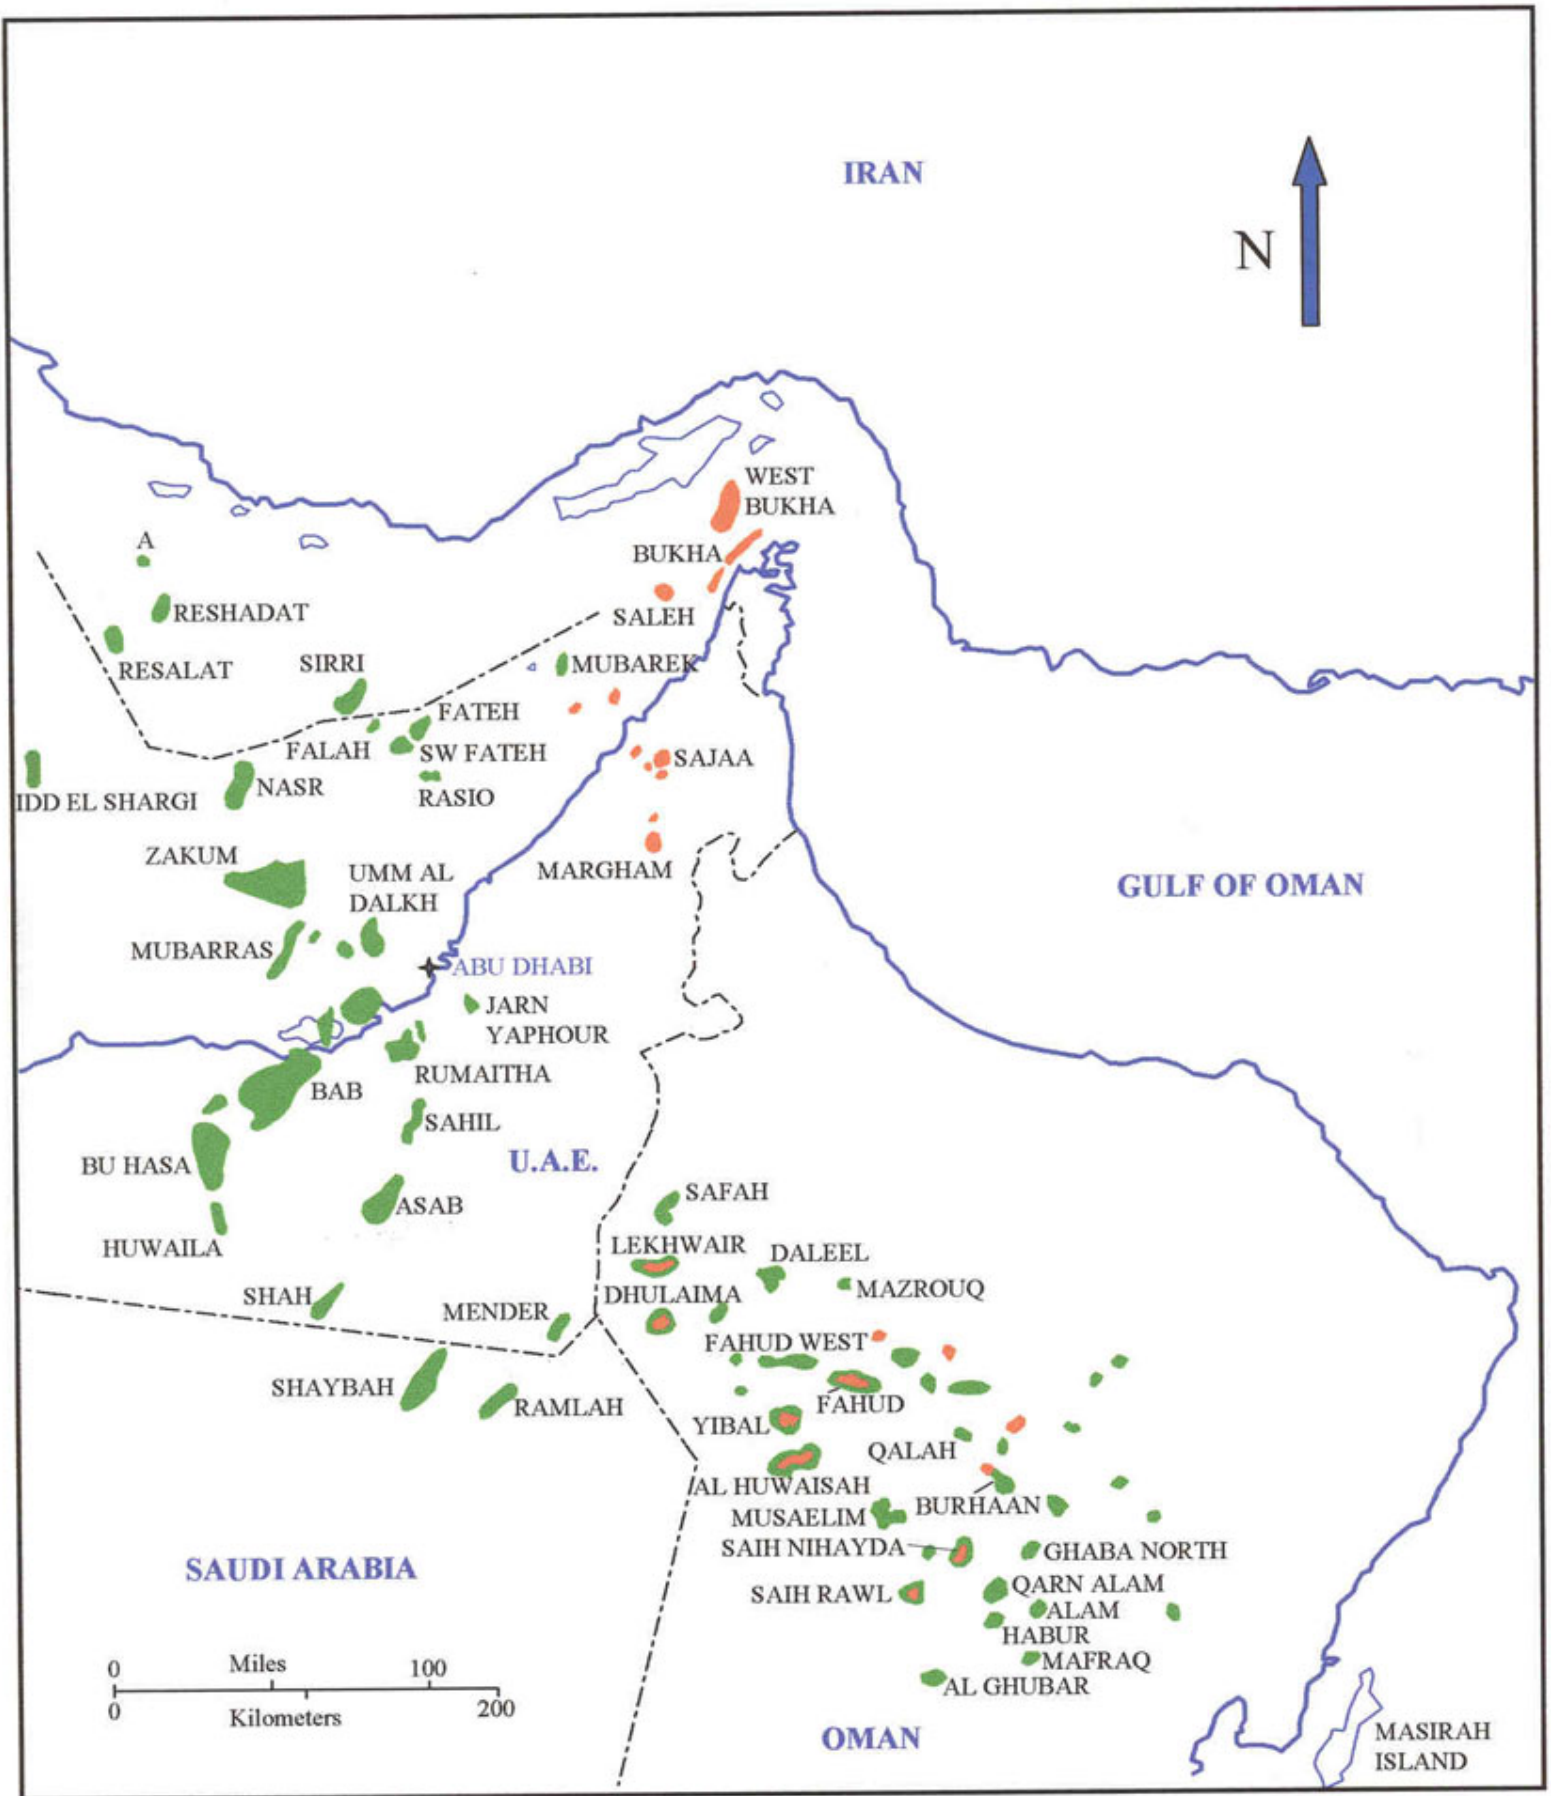 IRAN
N
WEST
BUKHA
BUKHA
A
RESHADAT
SALEH
RESALAT
SIRRI
MUBAREK
FATEH
FALAH
SW FATEH
SAJAA
IDD EL SHARGI
NASR
RASIO
ZAKUM
UMM AL
DALKH
MARGHAM
GULF OF OMAN
MUBARRAS
ABU DHABI
JARN
YAPHOUR
RUMAITHA
BAB
SAHIL
BU HASA
U.A.E.
ASAB
SAFAH
HUWAILA
LEKHWAIR
DALEEL
SHAH
MENDER
DHULAIMA
MAZROUQ
FAHUD WEST
SHAYBAH
RAMLAH
FAHUD
YIBAL
QALAH
AL HUWAISAH
BURHAAN
MUSAELIM
SAIH NIHAYDA
GHABA NORTH
SAUDI ARABIA
SAIH RAWL
QARN ALAM
ALAM
HABUR
MAFRAQ
AL GHUBAR
0 Miles 100
0 Kilometers 200
OMAN
MASIRAH
ISLAND